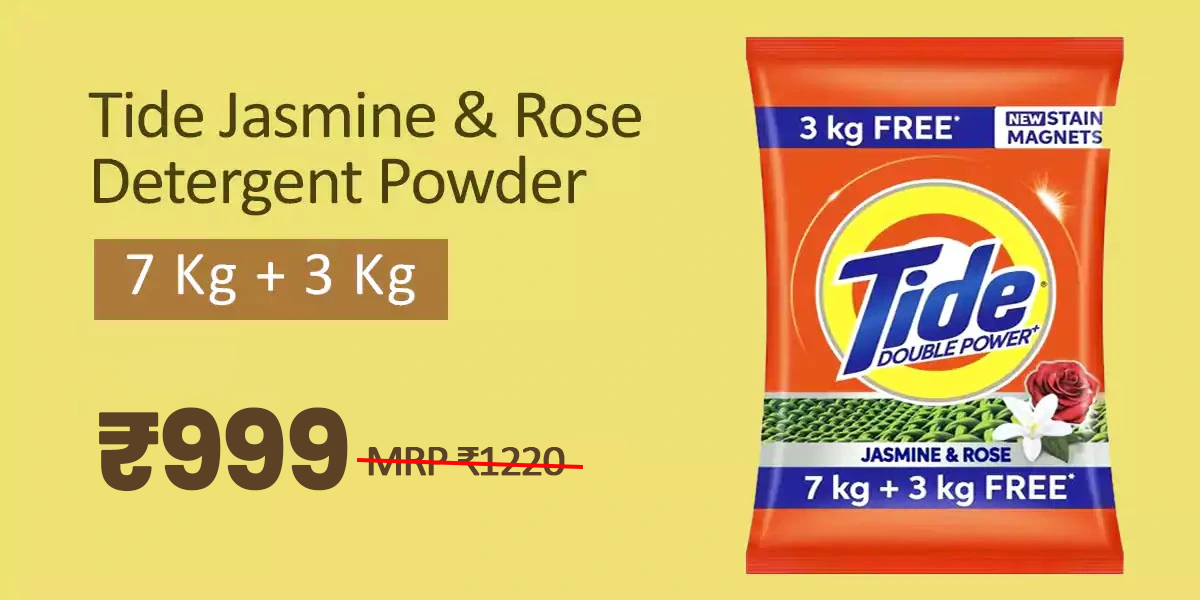 Tide Jasmine & Rose
Detergent Powder
7 Kg + 3 Kg
₹999 MRP ₹1220
3 kg FREE*
NEW STAIN
MAGNETS
Tide®
DOUBLE POWER+
JASMINE & ROSE
7 kg + 3 kg FREE*